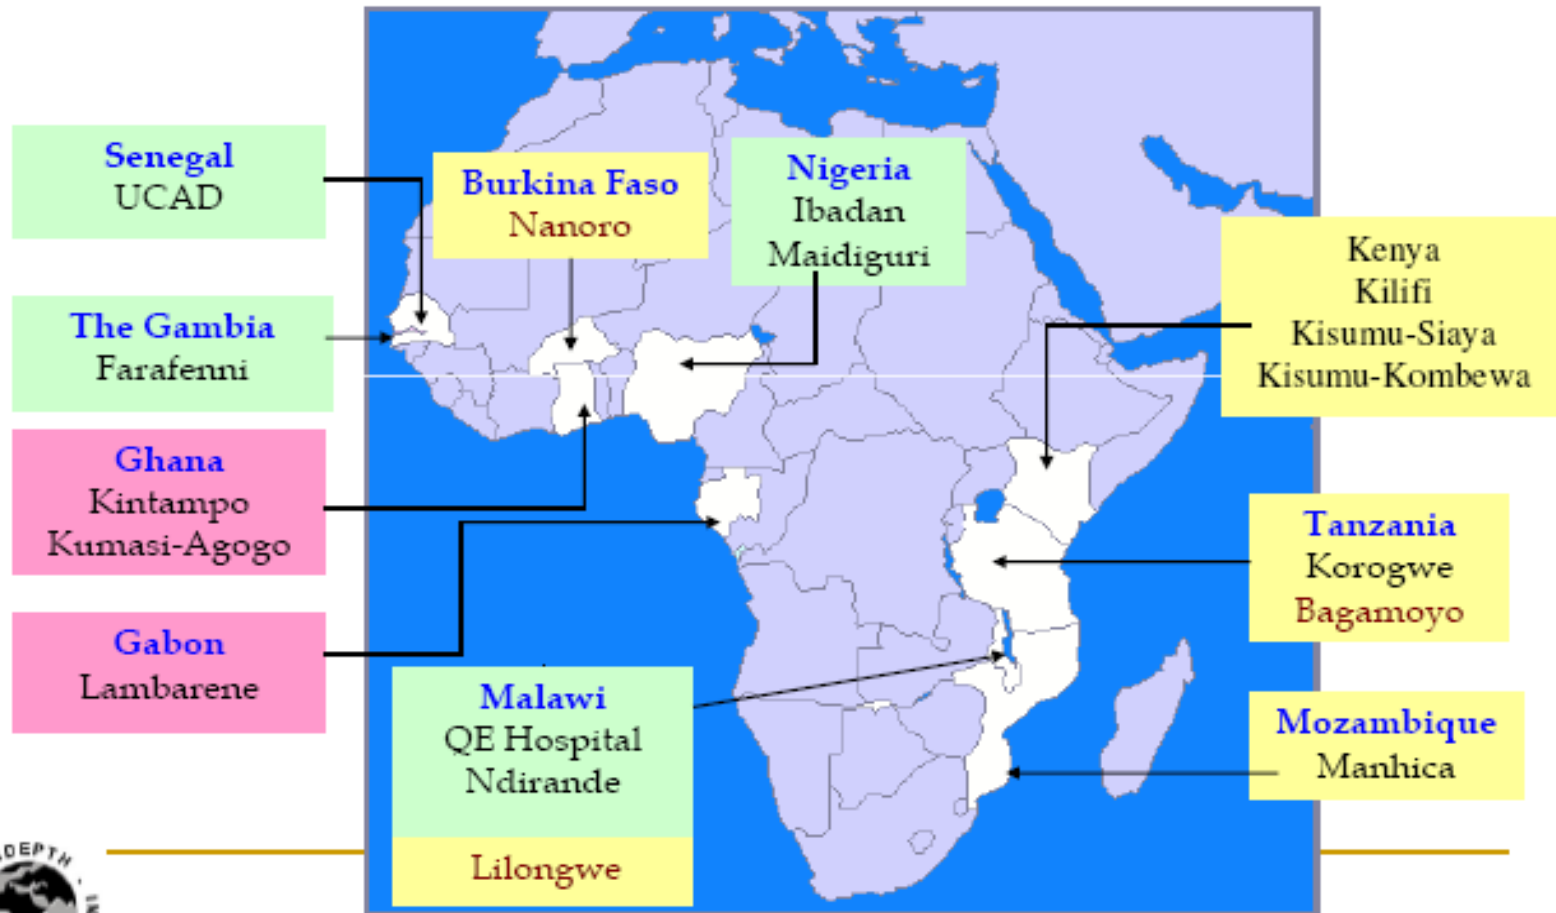 Senegal
UCAD
The Gambia
Farafenni
Ghana
Kintampo
Kumasi-Agogo
Gabon
Lambarene
Burkina Faso
Nanoro
Nigeria
Ibadan
Maidiguri
Malawi
QE Hospital
Ndirande
Lilongwe
Kenya
Kilifi
Kisumu-Siaya
Kisumu-Kombewa
Tanzania
Korogwe
Bagamoyo
Mozambique
Manhica